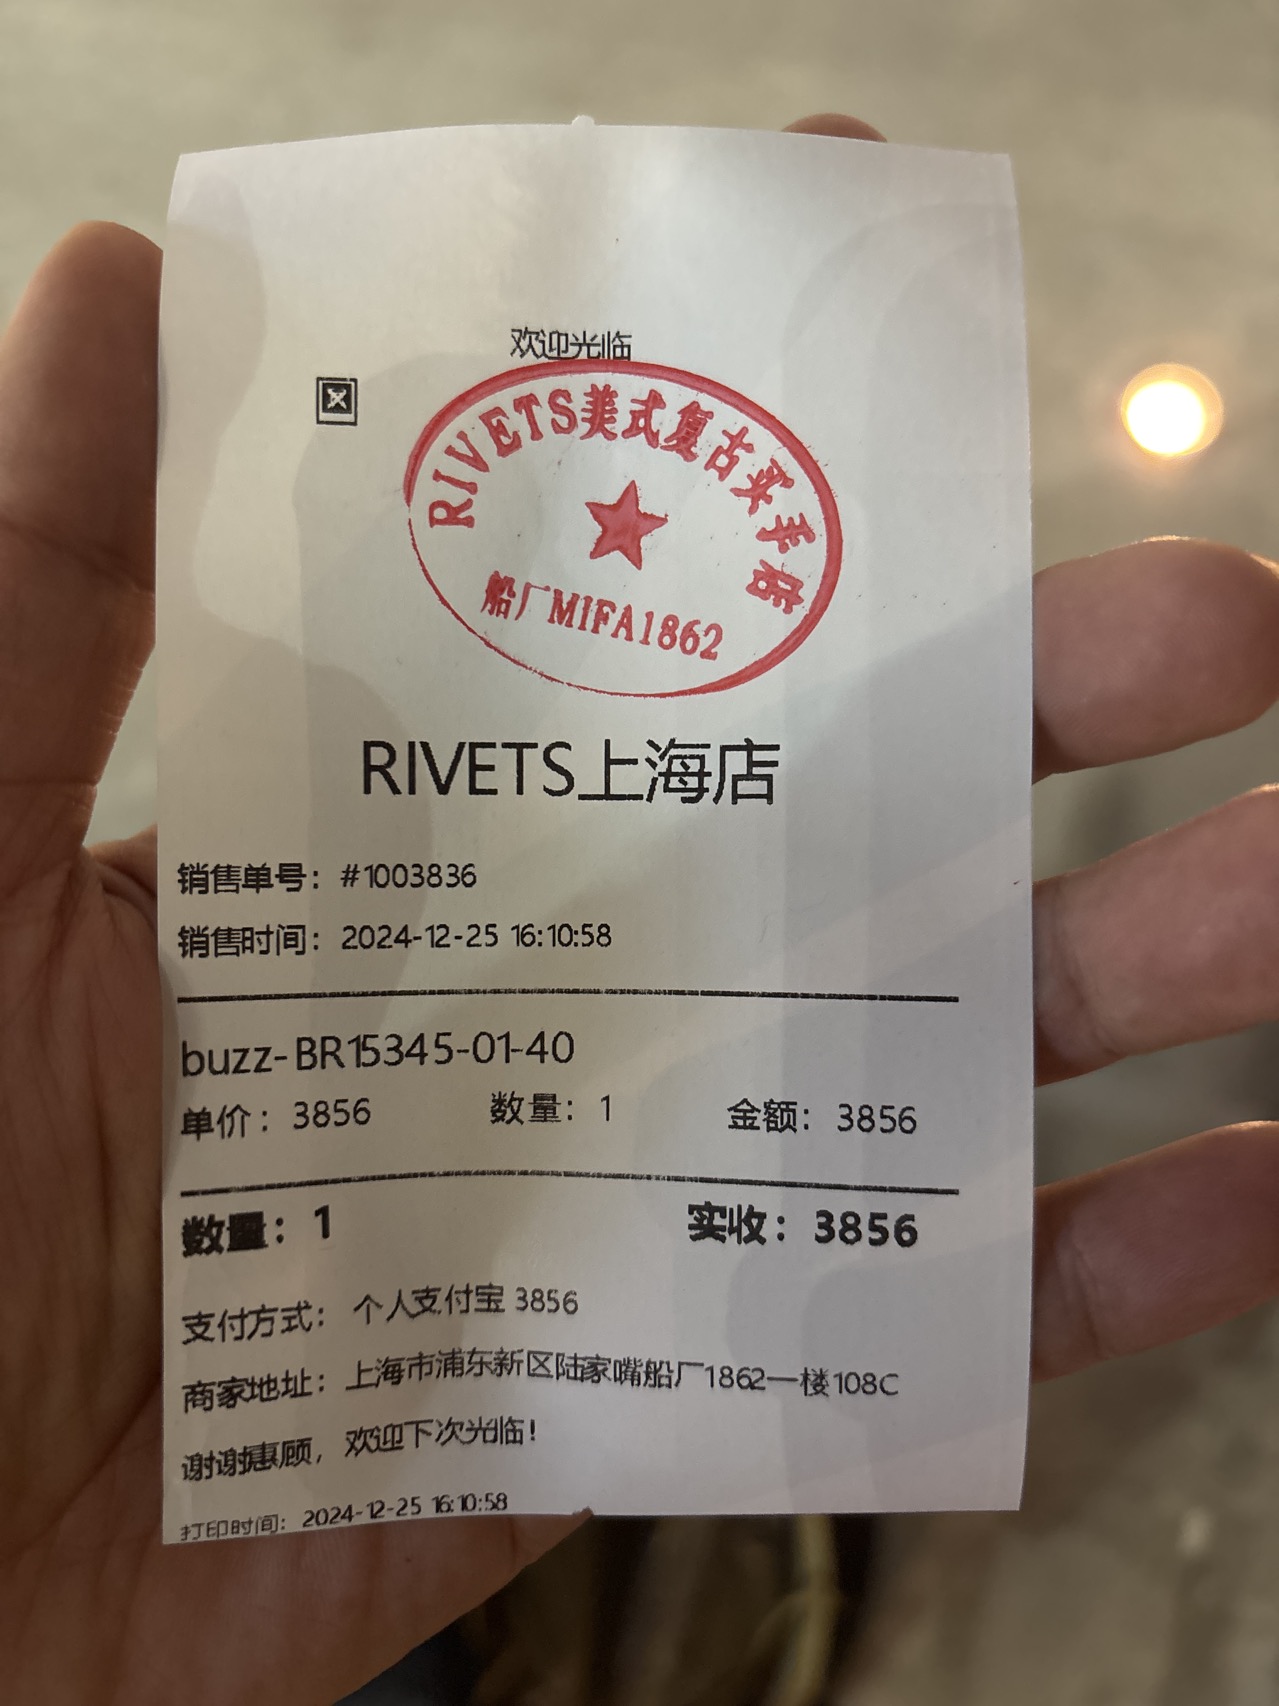 欢迎光临
RIVETS美式复古买手店
船厂MIFA1862
RIVETS上海店
销售单号：#1003836
销售时间：2024-12-25 16:10:58
buzz-BR15345-01-40
单价：3856 数量：1 金额：3856
数量：1 实收：3856
支付方式：个人支付宝 3856
商家地址：上海市浦东新区陆家嘴船厂1862一楼108C
谢谢惠顾，欢迎下次光临！
打印时间：2024-12-25 16:10:58